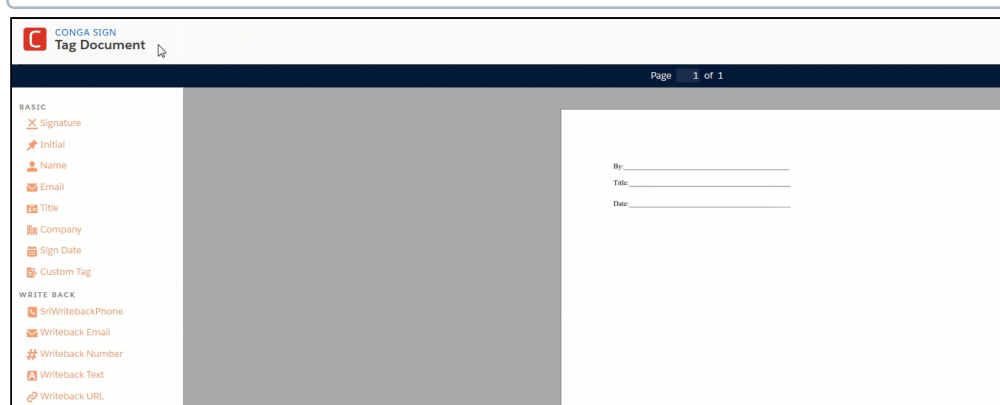 CONGA SIGN
Tag Document
Page 1 of 1
BASIC
Signature
Initial
Name
Email
Title
Company
Sign Date
Custom Tag
WRITE BACK
SriWritebackPhone
Writeback Email
Writeback Number
Writeback Text
Writeback URL
By:
Title:
Date: